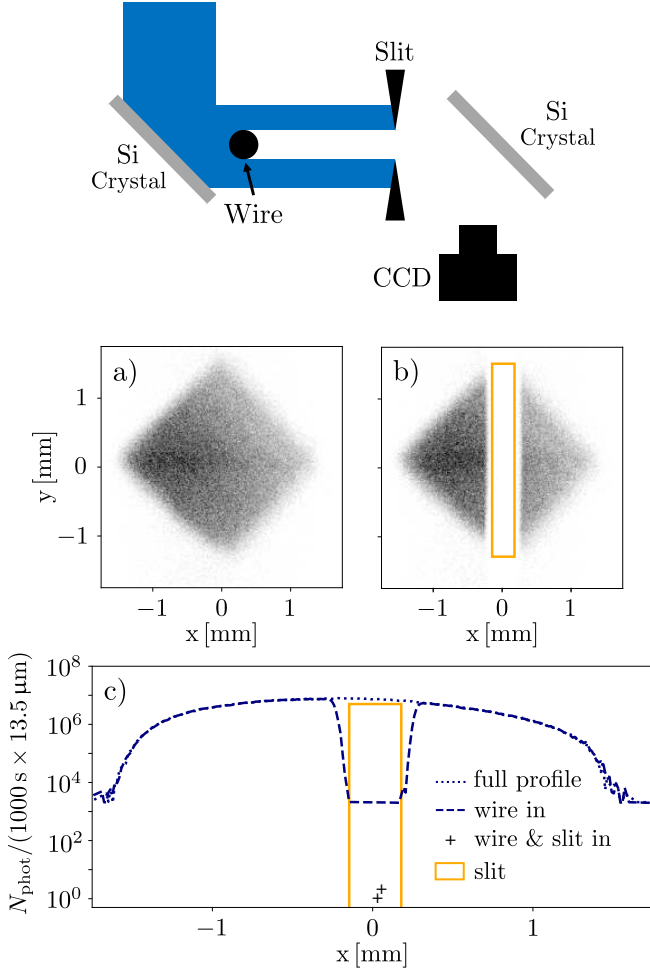 Slit
Si
Crystal
Si
Crystal
Wire
CCD
a)
b)
1
0
−1
y [mm]
−1 0 1
−1 0 1
x [mm]
x [mm]
c)
10⁸
10⁶
10⁴
10²
10⁰
N_phot/(1000 s × 13.5 µm)
full profile
wire in
wire & slit in
slit
−1 0 1
x [mm]